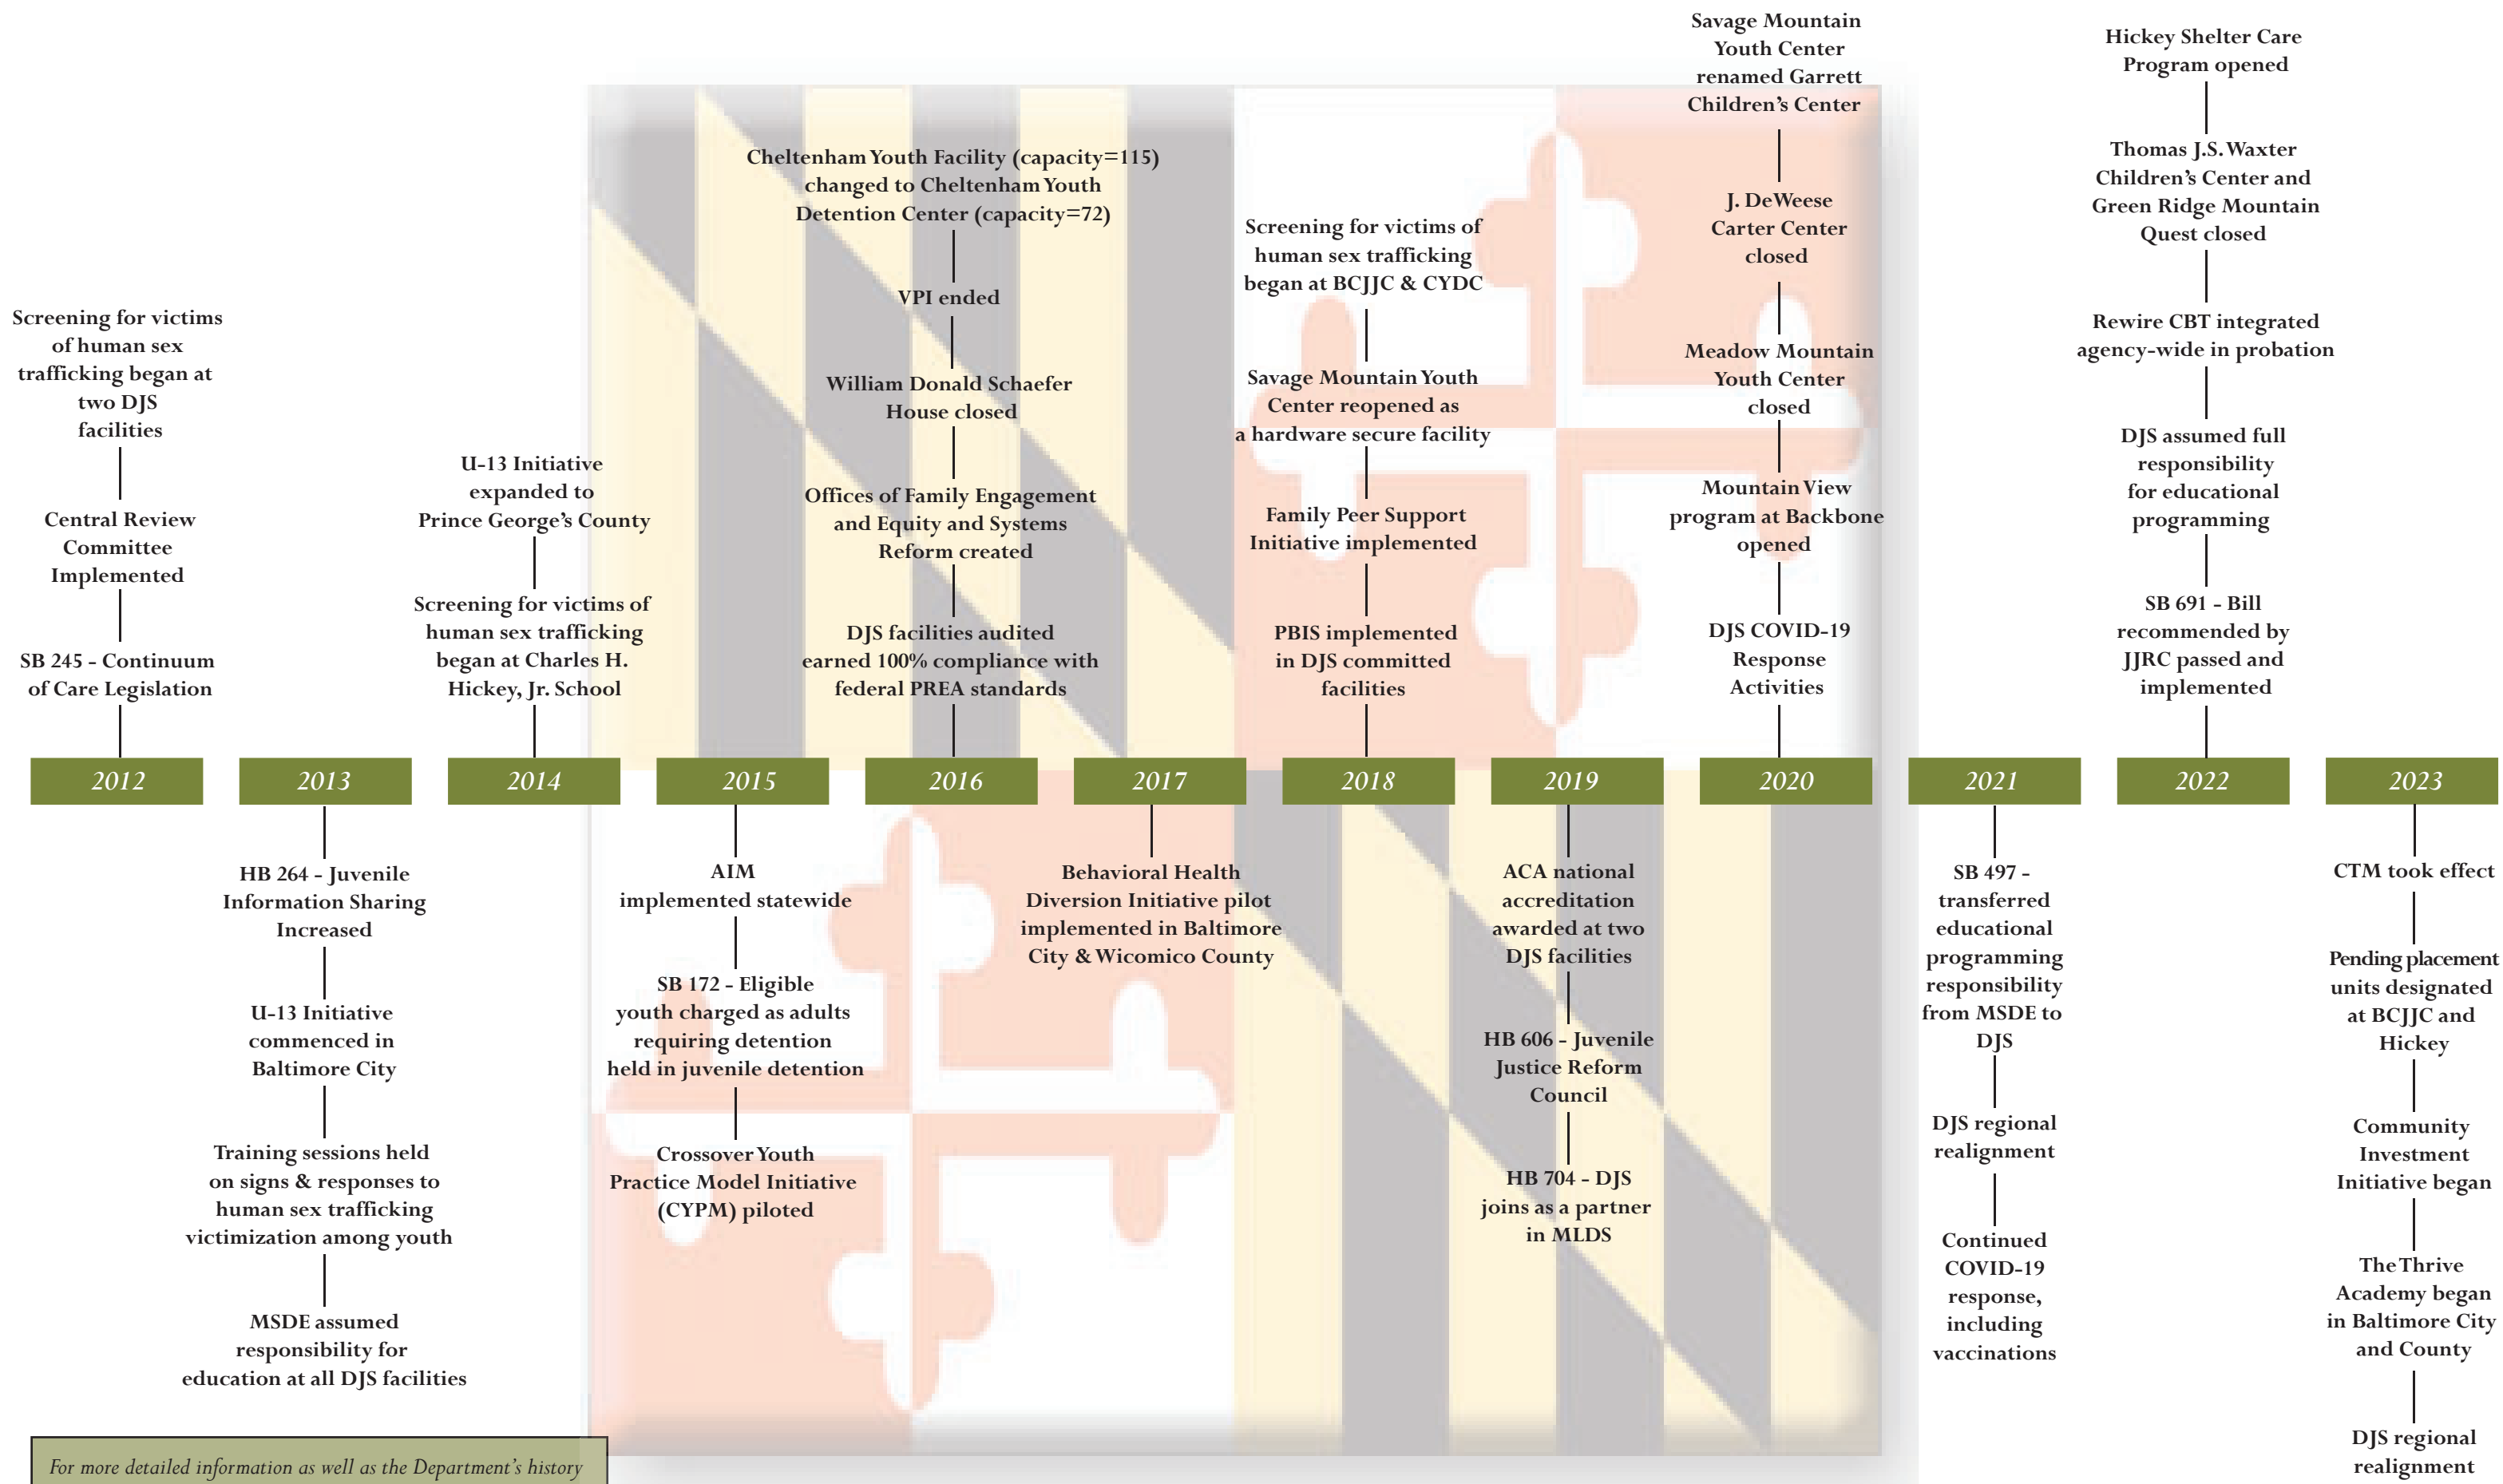 Screening for victims
of human sex
trafficking began at
two DJS
facilities
Central Review
Committee
Implemented
SB 245 - Continuum
of Care Legislation
2012
2013
HB 264 - Juvenile
Information Sharing
Increased
U-13 Initiative
commenced in
Baltimore City
Training sessions held
on signs & responses to
human sex trafficking
victimization among youth
MSDE assumed
responsibility for
education at all DJS facilities
U-13 Initiative
expanded to
Prince George's County
Screening for victims of
human sex trafficking
began at Charles H.
Hickey, Jr. School
2014
2015
AIM
implemented statewide
SB 172 - Eligible
youth charged as adults
requiring detention
held in juvenile detention
Crossover Youth
Practice Model Initiative
(CYPM) piloted
Cheltenham Youth Facility (capacity=115)
changed to Cheltenham Youth
Detention Center (capacity=72)
VPI ended
William Donald Schaefer
House closed
Offices of Family Engagement
and Equity and Systems
Reform created
DJS facilities audited
earned 100% compliance with
federal PREA standards
2016
2017
Behavioral Health
Diversion Initiative pilot
implemented in Baltimore
City & Wicomico County
Screening for victims of
human sex trafficking
began at BCJJC & CYDC
Savage Mountain Youth
Center reopened as
a hardware secure facility
Family Peer Support
Initiative implemented
PBIS implemented
in DJS committed
facilities
2018
2019
ACA national
accreditation
awarded at two
DJS facilities
HB 606 - Juvenile
Justice Reform
Council
HB 704 - DJS
joins as a partner
in MLDS
Savage Mountain
Youth Center
renamed Garrett
Children's Center
J. DeWeese
Carter Center
closed
Meadow Mountain
Youth Center
closed
Mountain View
program at Backbone
opened
DJS COVID-19
Response
Activities
2020
2021
SB 497 -
transferred
educational
programming
responsibility
from MSDE to
DJS
DJS regional
realignment
Continued
COVID-19
response,
including
vaccinations
Hickey Shelter Care
Program opened
Thomas J.S. Waxter
Children's Center and
Green Ridge Mountain
Quest closed
Rewire CBT integrated
agency-wide in probation
DJS assumed full
responsibility
for educational
programming
SB 691 - Bill
recommended by
JJRC passed and
implemented
2022
2023
CTM took effect
Pending placement
units designated
at BCJJC and
Hickey
Community
Investment
Initiative began
The Thrive
Academy began
in Baltimore City
and County
DJS regional
realignment
For more detailed information as well as the Department's history